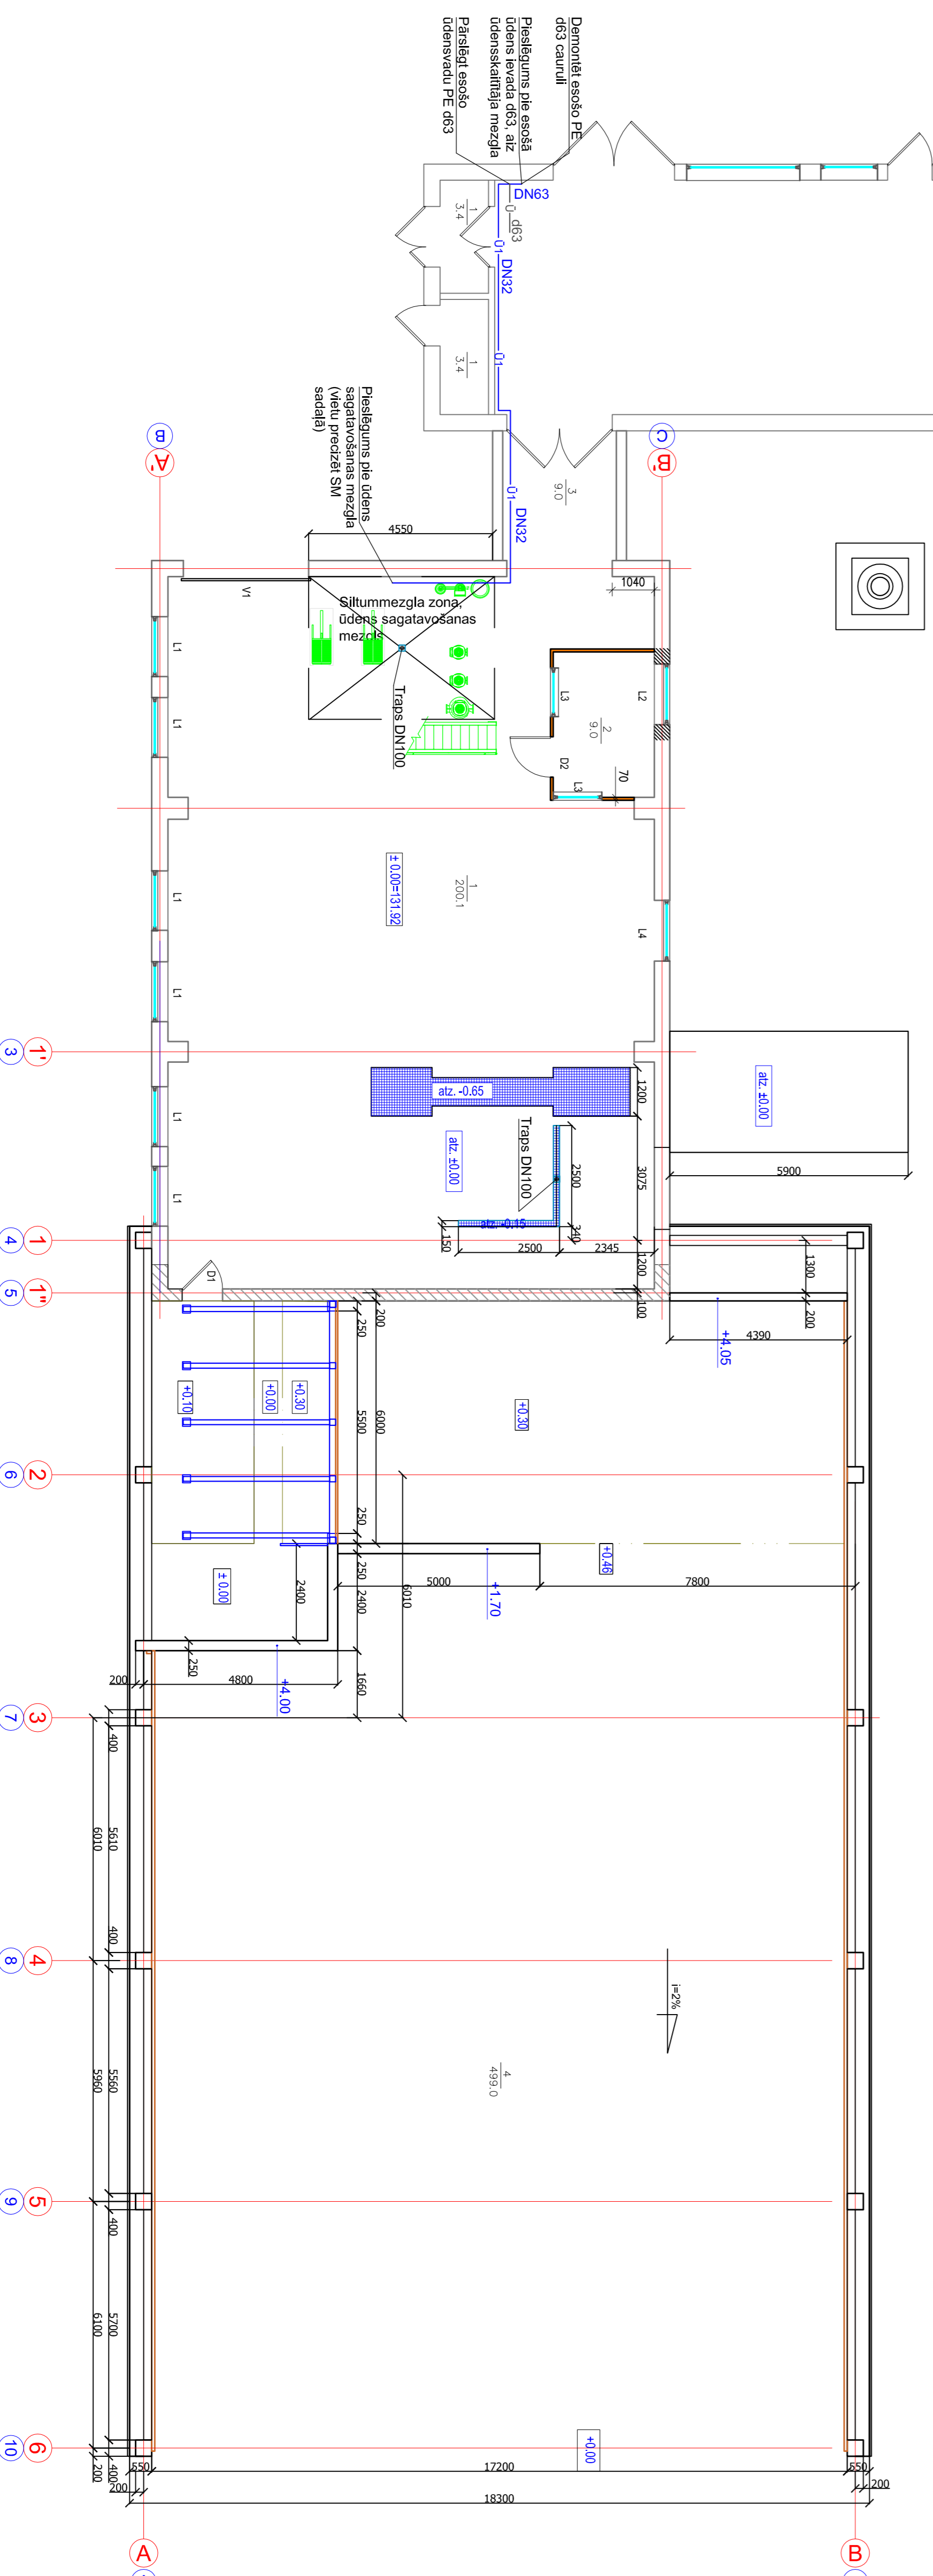 Demontēt esošo PE
d63 cauruli
Pieslēgums pie esošā
ūdens ievada d63, aiz
ūdensskaitītāja mezgla
Pārslēgt esošo
ūdensvadu PE d63
DN63
Ū
d63
Ū1
DN32
Ū1
1
3.4
1
3.4
Pieslēgums pie ūdens
sagatavošanas mezgla
(vietu precizēt SM
sadaļā)
B
A'
C
B'
3
9.0
Ū1
DN32
4550
1040
V1
Siltummezgla zona,
ūdens sagatavošanas
mezgls
Traps DN100
L1
L1
L3
L2
2
9.0
D2
L3
70
± 0.00=131.92
1
200.1
L1
L4
L1
3
1'
atz. -0.65
1200
atz. ±0.00
5900
L1
atz. ±0.00
Traps DN100
2500
3075
L1
atz. -0.15
150
2500
340
2345
4
1
1200
1300
D1
5
1"
100
200
200
250
4390
+4.05
+0.10
+0.00
+0.30
5500
6000
+0.30
6
2
250
250
2400
± 0.00
2400
6010
5000
+1.70
+0.46
7800
250
200
4800
+4.00
1660
7
3
400
6010
5610
400
8
4
i=2%
5960
5560
4
499.0
9
5
400
6100
5700
+0.00
10
6
200
400
200
550
17200
550
200
18300
A
B